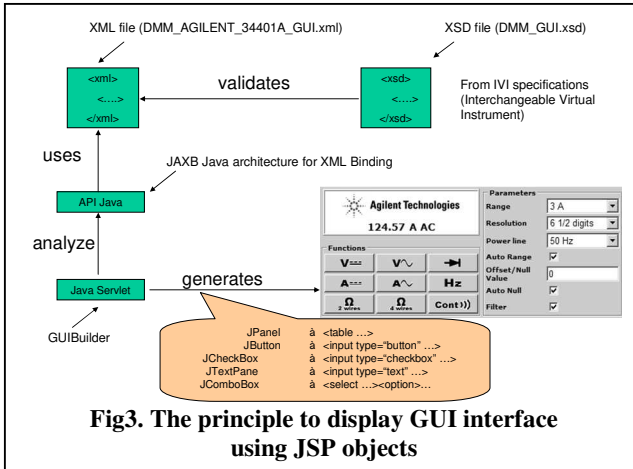 XML file (DMM_AGILENT_34401A_GUI.xml)
XSD file (DMM_GUI.xsd)
<xml>
<....>
</xml>
validates
<xsd>
<....>
</xsd>
From IVI specifications
(Interchangeable Virtual
Instrument)
uses
JAXB Java architecture for XML Binding
API Java
analyze
Java Servlet
generates
GUIBuilder
Agilent Technologies
124.57 A AC
Functions
V
V
A
A
Hz
Ω
2 wires
Ω
4 wires
Cont))
Parameters
Range
3 A
Resolution
6 1/2 digits
Power line
50 Hz
Auto Range
Offset/Null
Value
0
Auto Null
Filter
JPanel à <table ...>
JButton à <input type="button" ...>
JCheckBox à <input type="checkbox" ...>
JTextPane à <input type="text" ...>
JComboBox à <select ...><option>...
Fig3. The principle to display GUI interface
using JSP objects